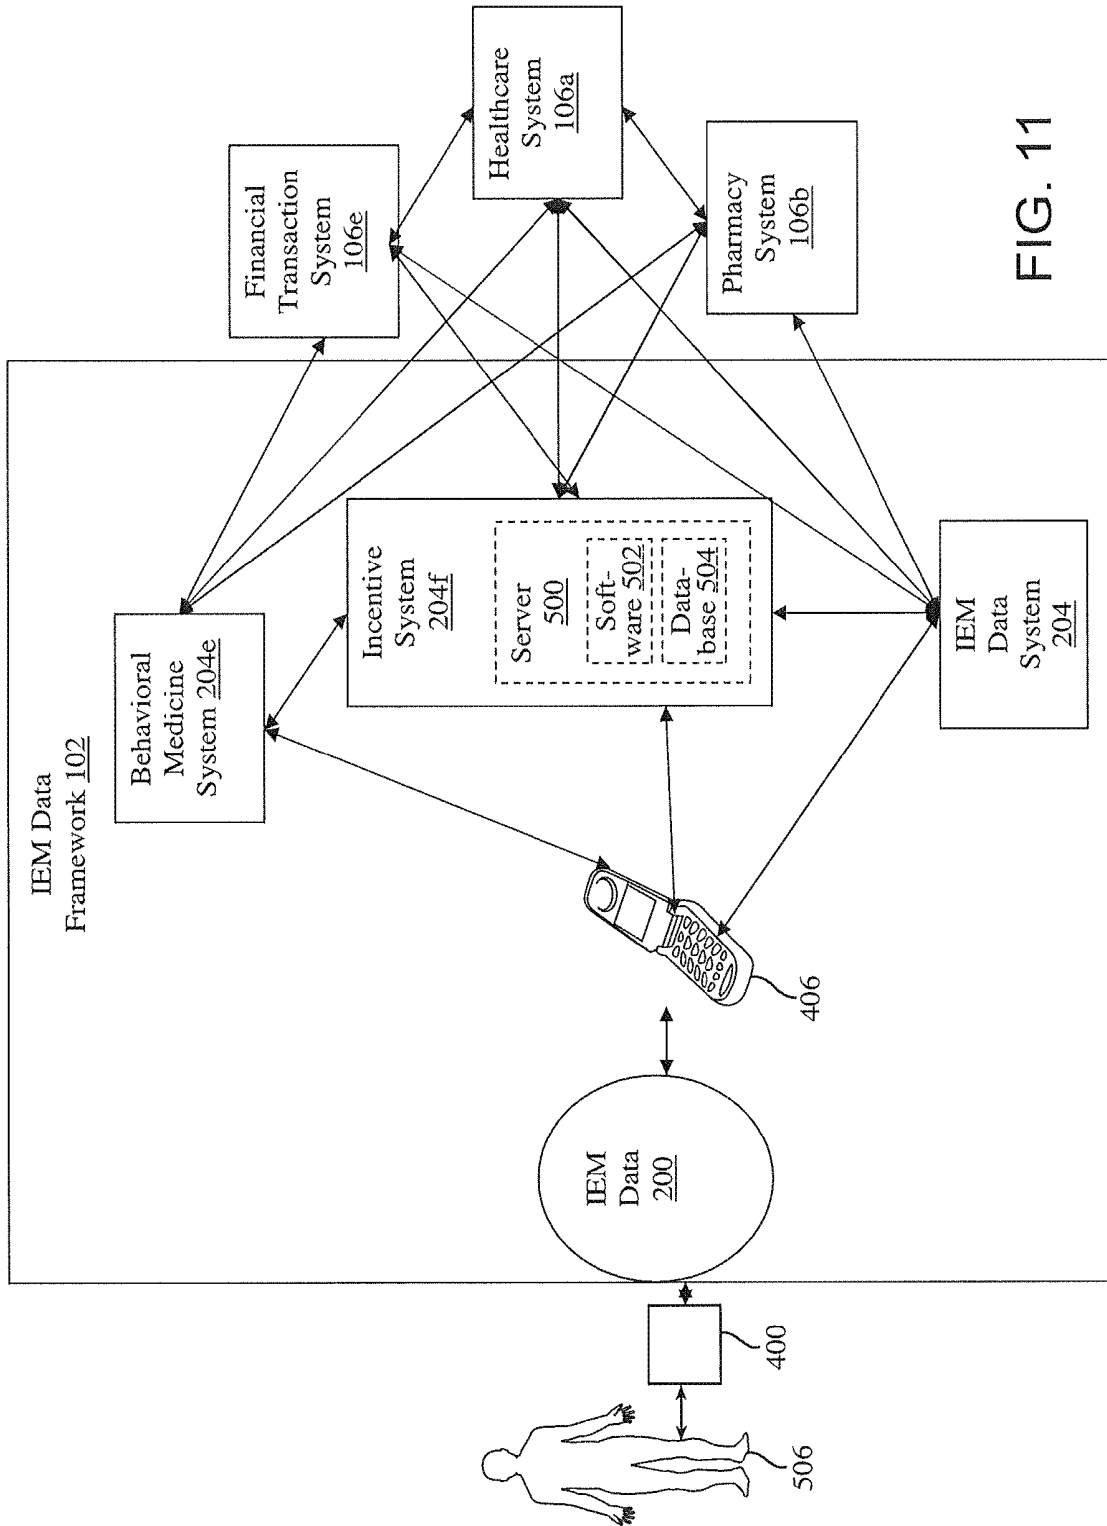 IEM Data
Framework 102
Behavioral
Medicine
System 204e
Financial
Transaction
System
106e
Healthcare
System
106a
Pharmacy
System
106b
Incentive
System
204f
Server
500
Soft-
ware 502
Data-
base 504
IEM
Data
System
204
IEM
Data
200
406
400
506
FIG. 11